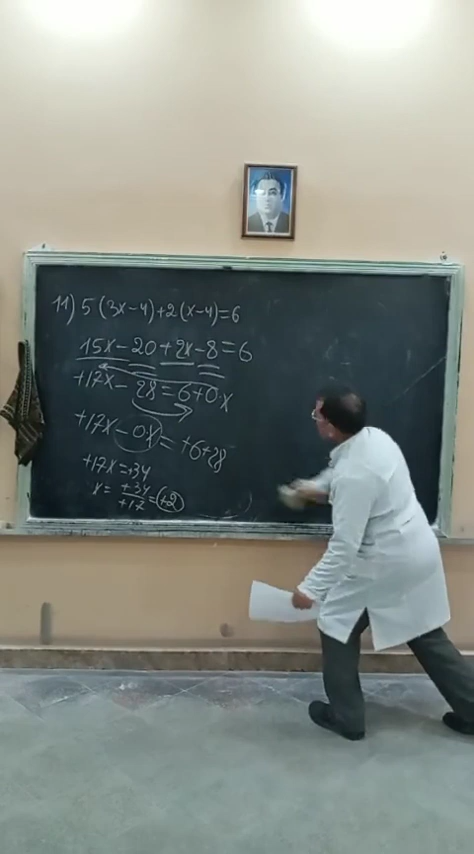 11) 5(3x-4)+2(x-4)=6
15x-20+2x-8=6
+17x-28=6+0·x
+17x-0x=+6+28
+17x=+34
x=+34/+17=+2